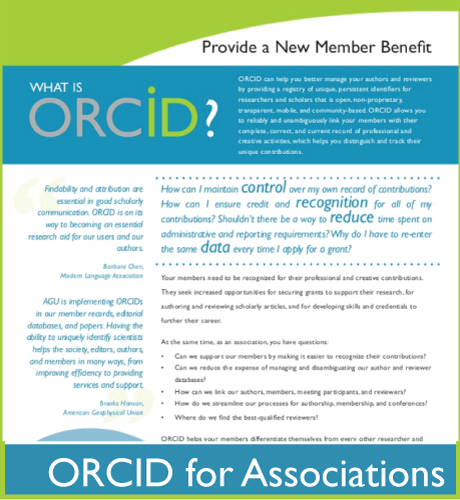 Provide a New Member Benefit
WHAT IS
ORCiD?
ORCID can help you better manage your authors and reviewers
by providing a registry of unique, persistent identifiers for
researchers and scholars that is open, non-proprietary,
transparent, mobile, and community-based. ORCID allows you
to reliably and unambiguously link your members with their
complete, correct, and current record of professional and
creative activities, which helps you distinguish and track their
unique contributions.
“
Findability and attribution are
essential in good scholarly
communication. ORCID is on its
way to becoming an essential
research aid for our users and our
authors.
Barbara Chen,
Modern Language Association
AGU is implementing ORCIDs
in our member records, editorial
databases, and papers. Having the
ability to uniquely identify scientists
helps the society, editors, authors,
and members in many ways, from
improving efficiency to providing
services and support.
Brooks Hanson,
American Geophysical Union
”
How can I maintain control over my own record of contributions?
How can I ensure credit and recognition for all of my
contributions? Shouldn't there be a way to reduce time spent on
administrative and reporting requirements? Why do I have to re-enter
the same data every time I apply for a grant?
Your members need to be recognized for their professional and creative contributions.
They seek increased opportunities for securing grants to support their research, for
authoring and reviewing scholarly articles, and for developing skills and credentials to
further their career.
At the same time, as an association, you have questions:
• Can we support our members by making it easier to recognize their contributions?
• Can we reduce the expense of managing and disambiguating our author and reviewer
databases?
• How can we link our authors, members, meeting participants, and reviewers?
• How do we streamline our processes for authorship, membership, and conferences?
• Where do we find the best-qualified reviewers?
ORCID helps your members differentiate themselves from every other researcher and
ORCID for Associations